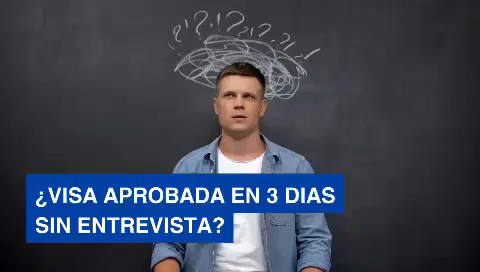 ? ! ? ? ! ? ? ? !
¿VISA APROBADA EN 3 DIAS
SIN ENTREVISTA?